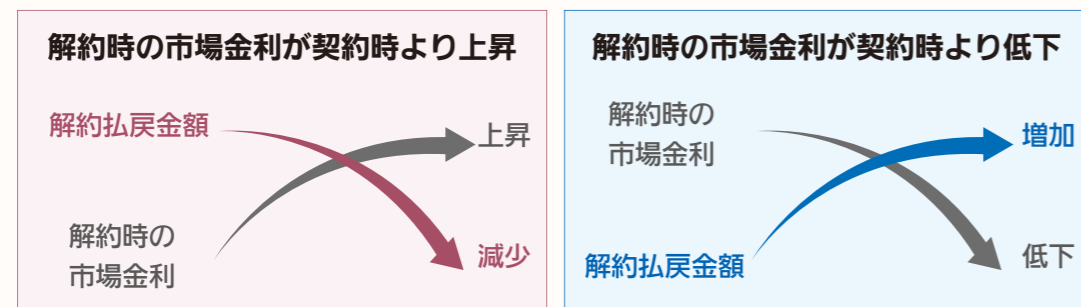 解約時の市場金利が契約時より上昇
解約払戻金額
上昇
解約時の
市場金利
減少
解約時の市場金利が契約時より低下
解約時の
市場金利
増加
解約払戻金額
低下